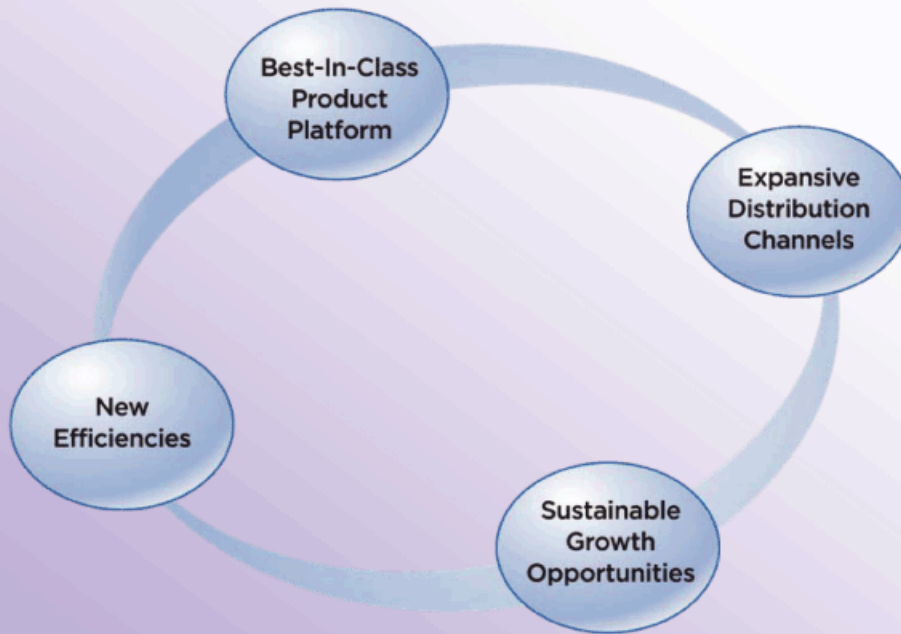 Best-In-Class
Product
Platform
Expansive
Distribution
Channels
New
Efficiencies
Sustainable
Growth
Opportunities